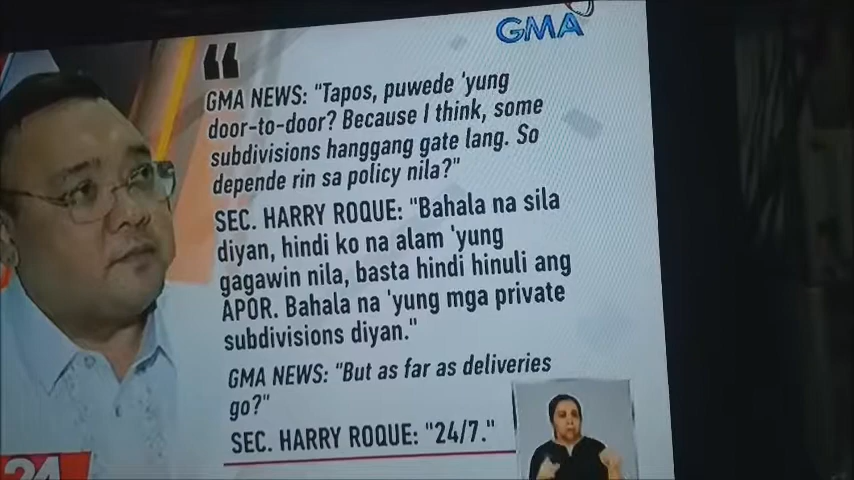 GMA
GMA NEWS: "Tapos, puwede 'yung
door-to-door? Because I think, some
subdivisions hanggang gate lang. So
depende rin sa policy nila?"
SEC. HARRY ROQUE: "Bahala na sila
diyan, hindi ko na alam 'yung
gagawin nila, basta hindi hinuli ang
APOR. Bahala na 'yung mga private
subdivisions diyan."
GMA NEWS: "But as far as deliveries
go?"
SEC. HARRY ROQUE: "24/7."
24